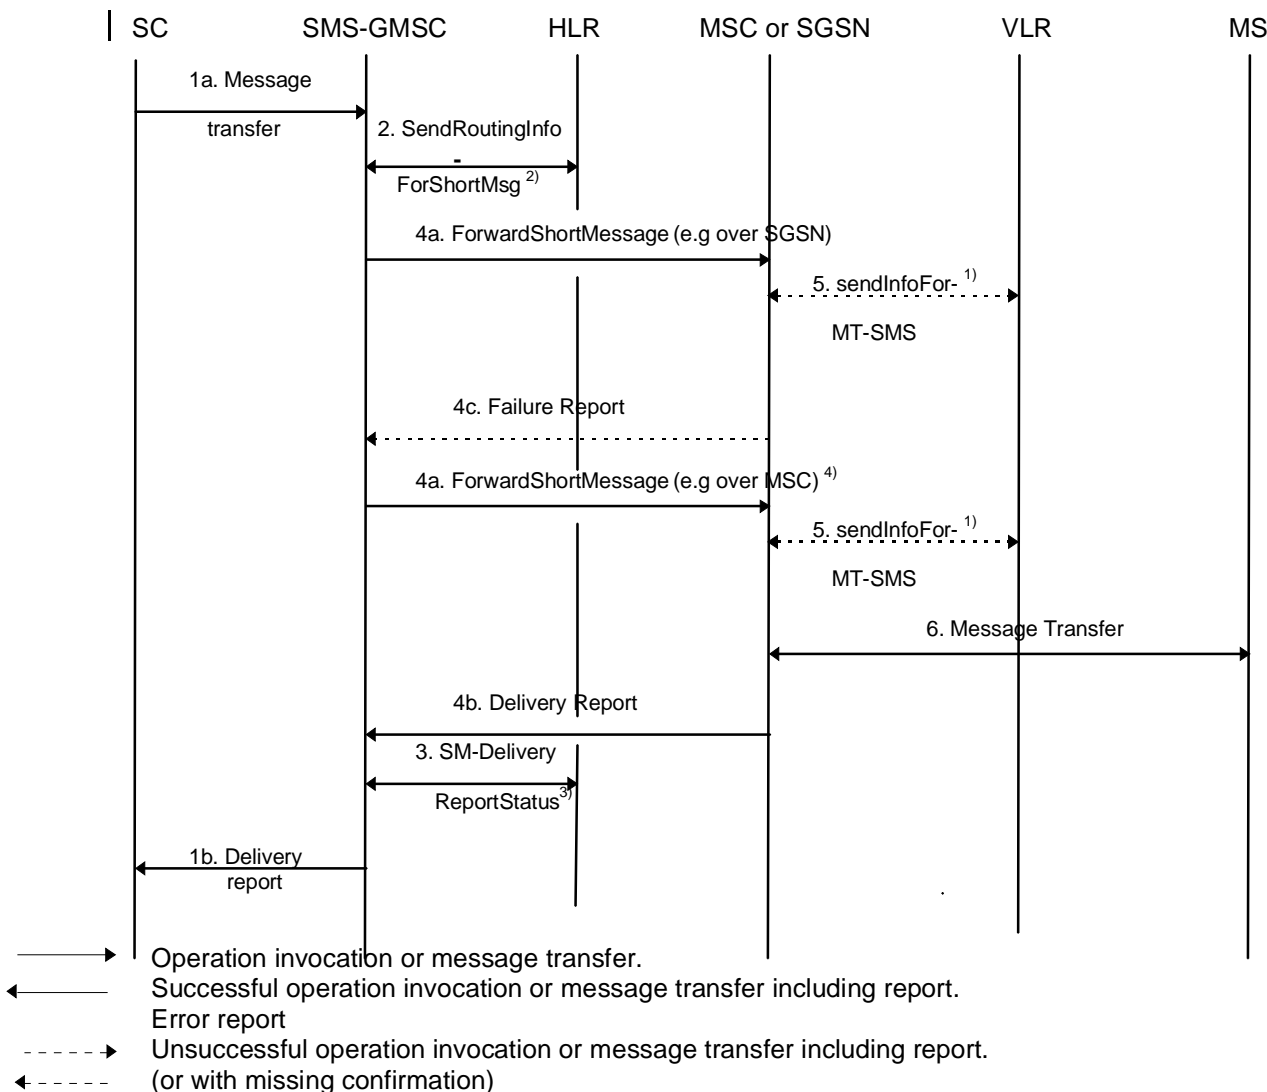 SC SMS-GMSC HLR MSC or SGSN VLR MS
1a. Message
transfer
2. SendRoutingInfo
-
ForShortMsg 2)
4a. ForwardShortMessage (e.g over SGSN)
5. sendInfoFor- 1)
MT-SMS
4c. Failure Report
4a. ForwardShortMessage (e.g over MSC) 4)
5. sendInfoFor- 1)
MT-SMS
6. Message Transfer
4b. Delivery Report
3. SM-Delivery
ReportStatus 3)
1b. Delivery
report
Operation invocation or message transfer.
Successful operation invocation or message transfer including report.
Error report
Unsuccessful operation invocation or message transfer including report.
(or with missing confirmation)